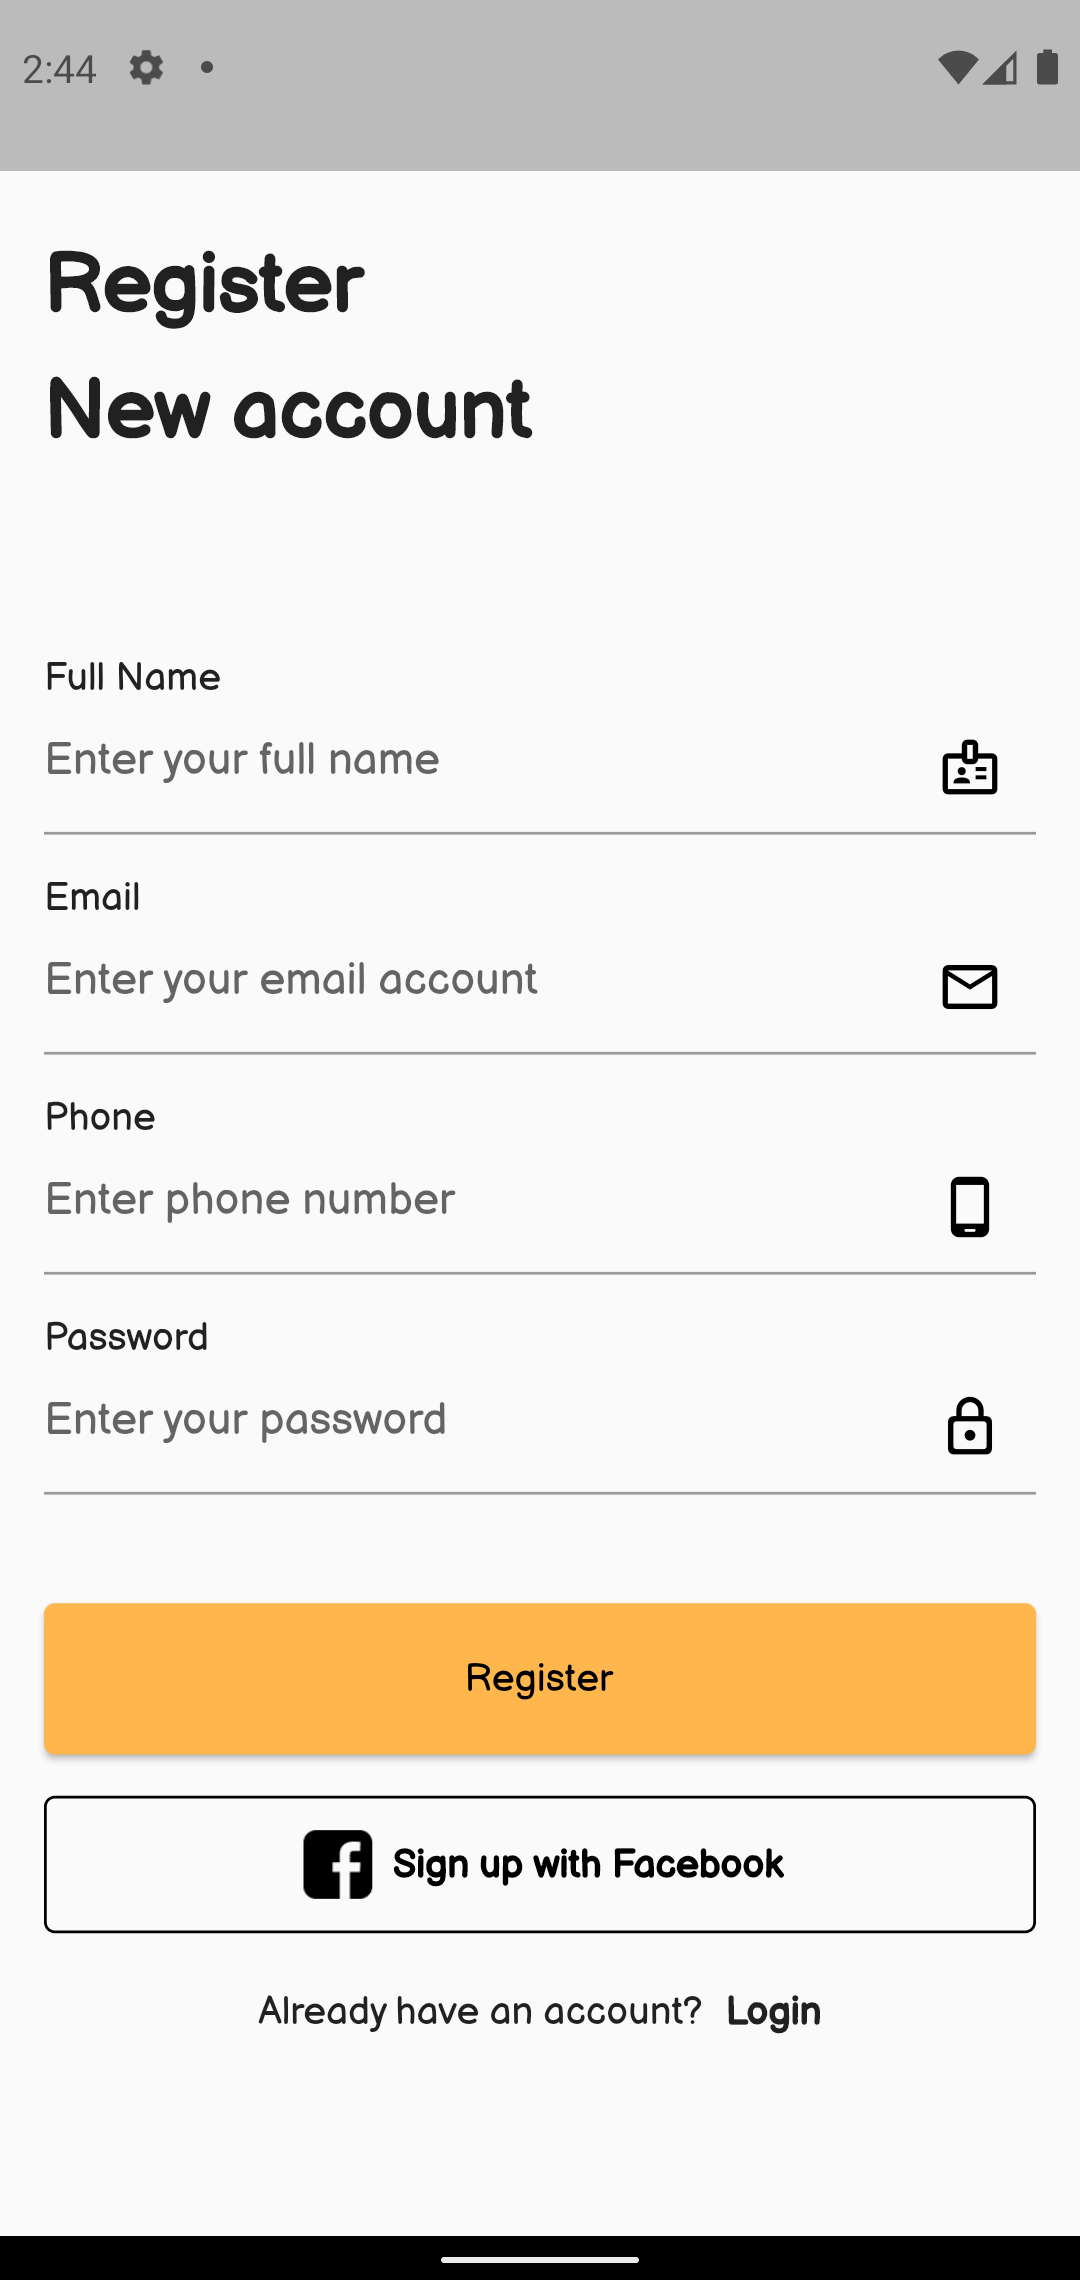 2:44
Register
New account
Full Name
Enter your full name
Email
Enter your email account
Phone
Enter phone number
Password
Enter your password
Register
Sign up with Facebook
Already have an account? Login